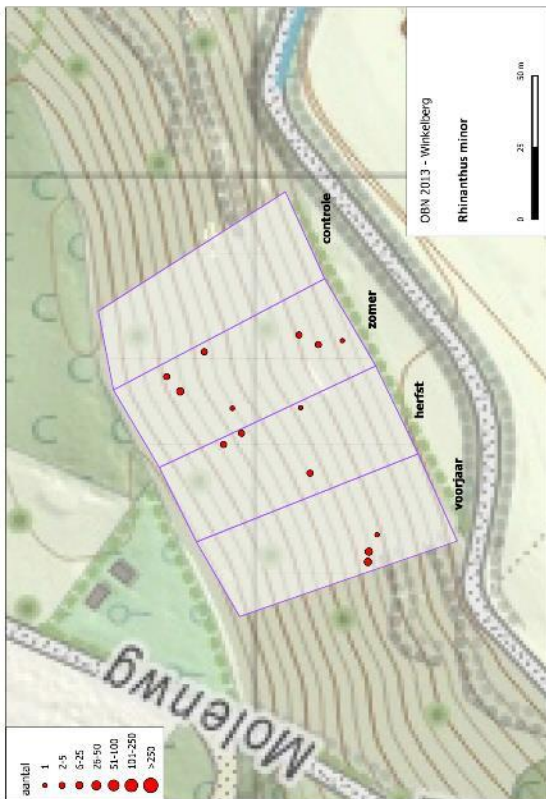 aantal
1
2-5
6-25
26-50
51-100
101-250
>250
Molenwg
controle
zomer
herfst
voorjaar
OBN 2013 - Winkelberg
Rhinanthus minor
0 25 50 m